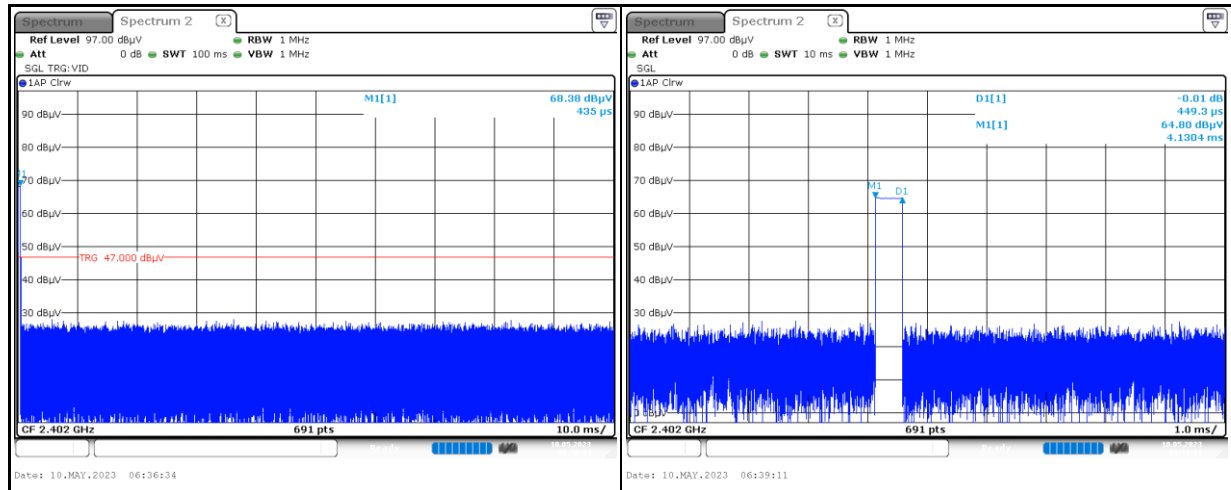 Spectrum Spectrum 2 X
Ref Level 97.00 dBµV RBW 1 MHz
Att 0 dB SWT 100 ms VBW 1 MHz
SGL TRG:VID
1AP Clrw
M1[1] 68.38 dBµV
435 µs
90 dBµV
80 dBµV
70 dBµV
60 dBµV
50 dBµV
TRG 47.000 dBµV
40 dBµV
30 dBµV
CF 2.402 GHz 691 pts 10.0 ms/
Date: 10.MAY.2023 06:36:34
Spectrum Spectrum 2 X
Ref Level 97.00 dBµV RBW 1 MHz
Att 0 dB SWT 10 ms VBW 1 MHz
SGL
1AP Clrw
D1[1] -0.01 dB
449.3 µs
M1[1] 64.80 dBµV
4.1304 ms
90 dBµV
80 dBµV
70 dBµV
M1 D1
60 dBµV
50 dBµV
40 dBµV
30 dBµV
0 dBµV
CF 2.402 GHz 691 pts 1.0 ms/
Date: 10.MAY.2023 06:39:11